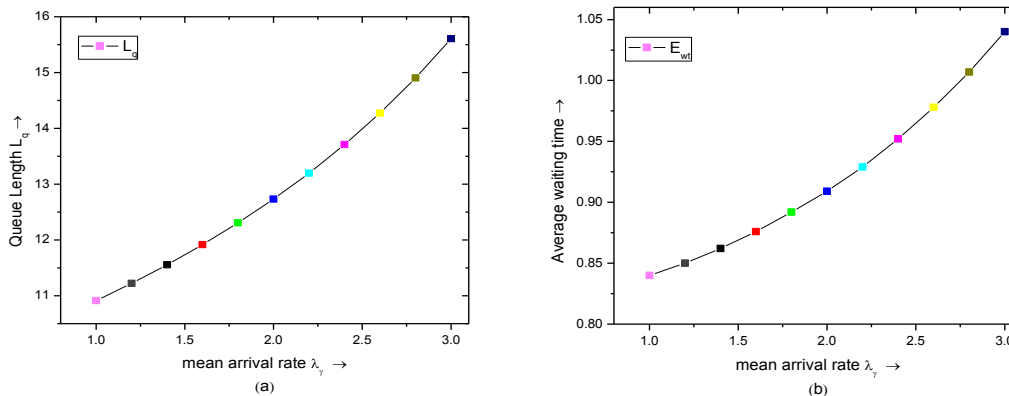 16
15
14
13
12
11
Queue Length L_q →
L_q
1.0 1.5 2.0 2.5 3.0
mean arrival rate λ_γ →
(a)
1.05
1.00
0.95
0.90
0.85
0.80
Average waiting time →
E_wt
1.0 1.5 2.0 2.5 3.0
mean arrival rate λ_γ →
(b)